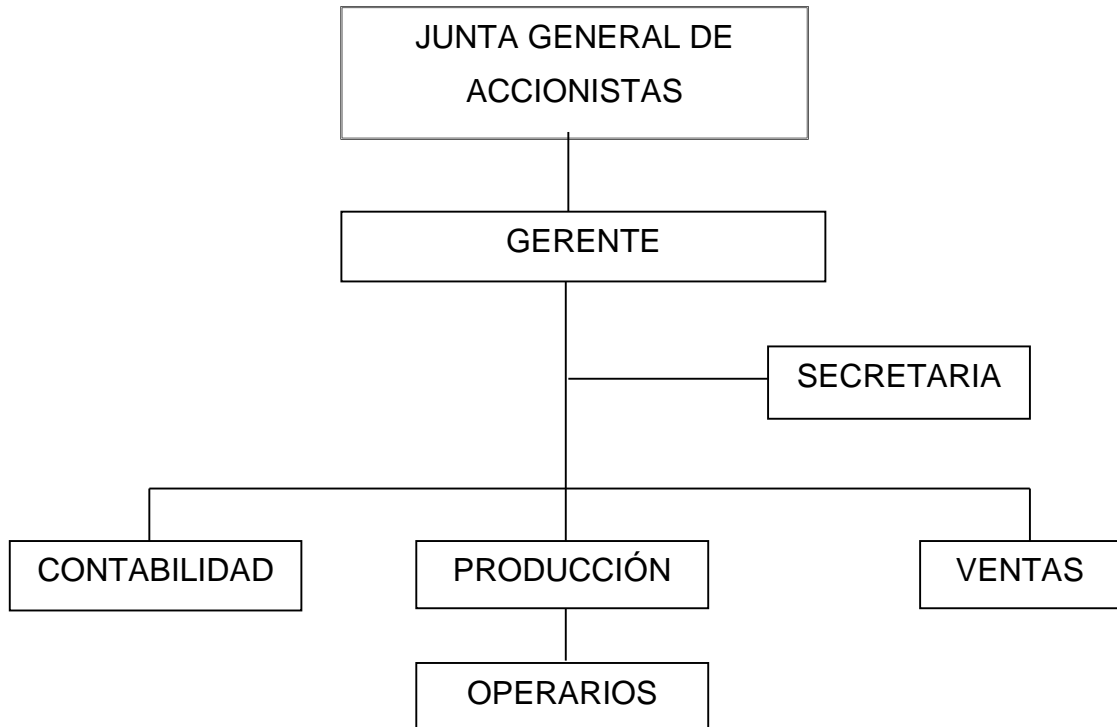 JUNTA GENERAL DE
ACCIONISTAS
GERENTE
SECRETARIA
CONTABILIDAD
PRODUCCIÓN
VENTAS
OPERARIOS